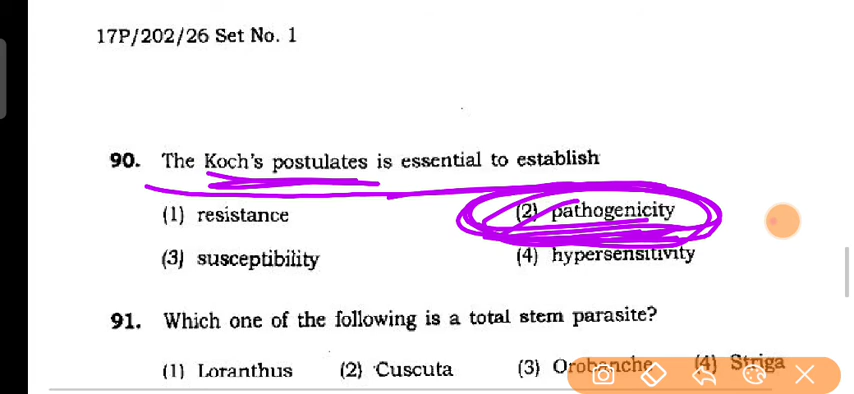 17P/202/26 Set No. 1
90. The Koch's postulates is essential to establish
(1) resistance (2) pathogenicity
(3) susceptibility (4) hypersensitivity
91. Which one of the following is a total stem parasite?
(1) Loranthus (2) Cuscuta (3) Orobanche (4) Striga